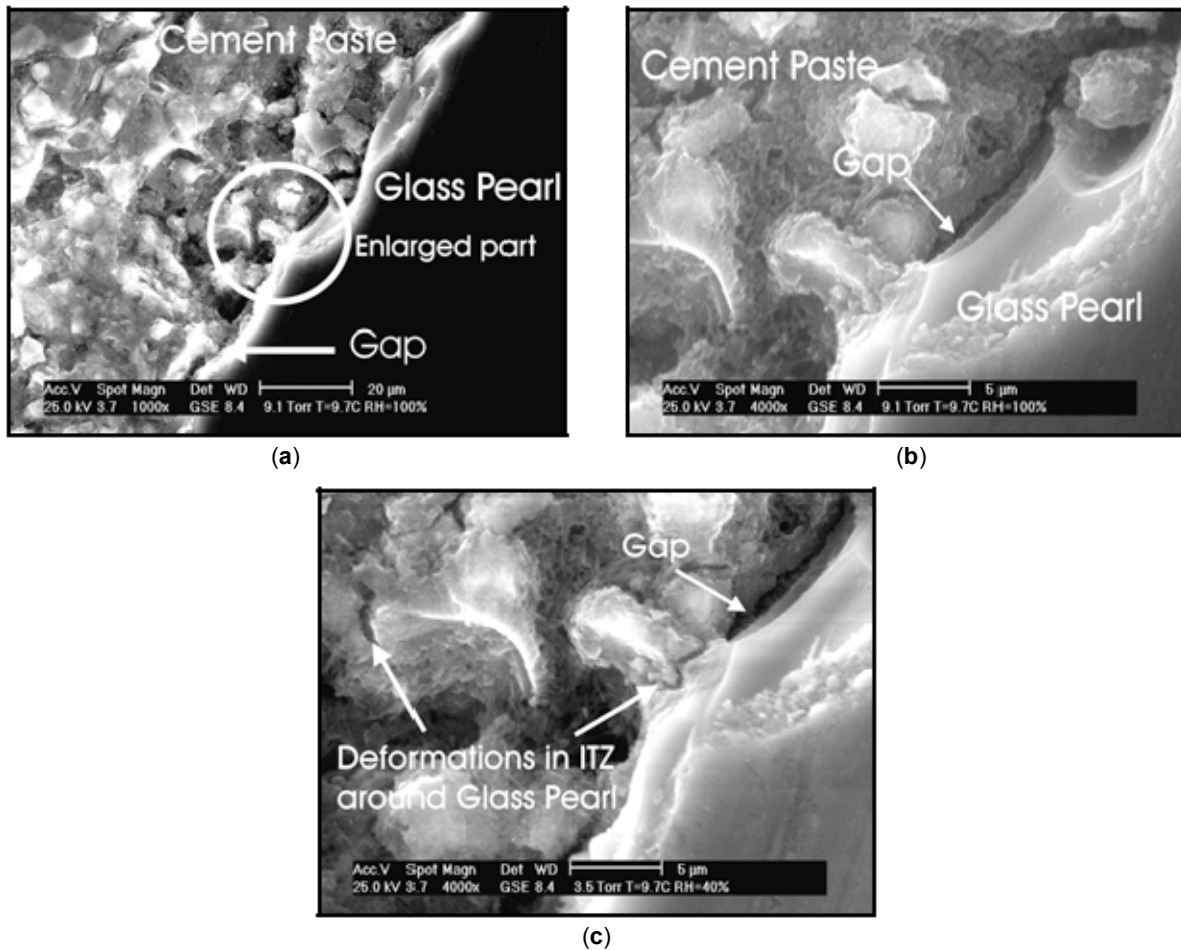 Cement Paste
Glass Pearl
Enlarged part
Gap
Acc.V Spot Magn Det WD 20 µm
25.0 kV 3.7 1000x GSE 8.4 9.1 Torr T=9.7C RH=100%
(a)
Cement Paste
Gap
Glass Pearl
Acc.V Spot Magn Det WD 5 µm
25.0 kV 3.7 4000x GSE 8.4 9.1 Torr T=9.7C RH=100%
(b)
Gap
Deformations in ITZ
around Glass Pearl
Acc.V Spot Magn Det WD 5 µm
25.0 kV 3.7 4000x GSE 8.4 3.5 Torr T=9.7C RH=40%
(c)